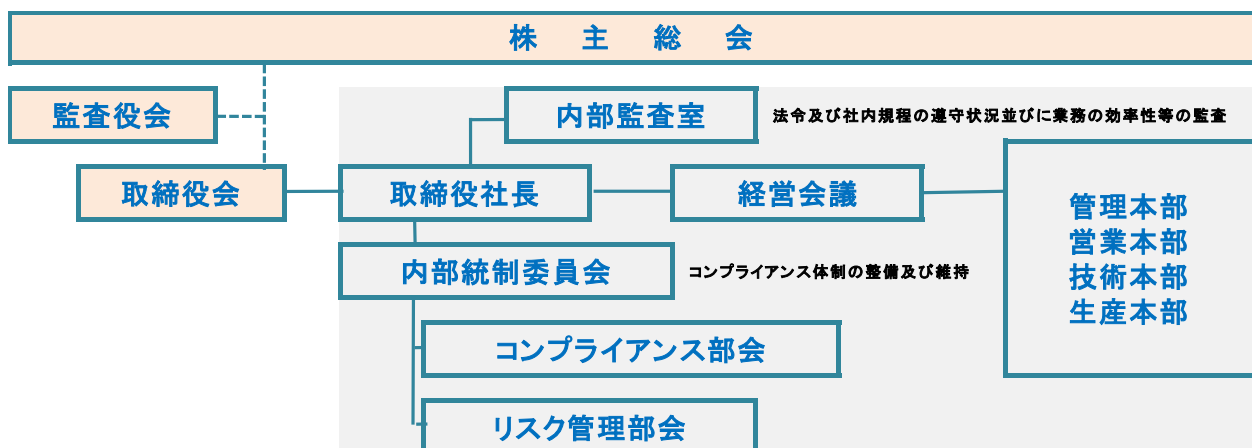 株 主 総 会
監査役会
内部監査室
法令及び社内規程の遵守状況並びに業務の効率性等の監査
取締役会
取締役社長
経営会議
管理本部
営業本部
技術本部
生産本部
内部統制委員会
コンプライアンス体制の整備及び維持
コンプライアンス部会
リスク管理部会